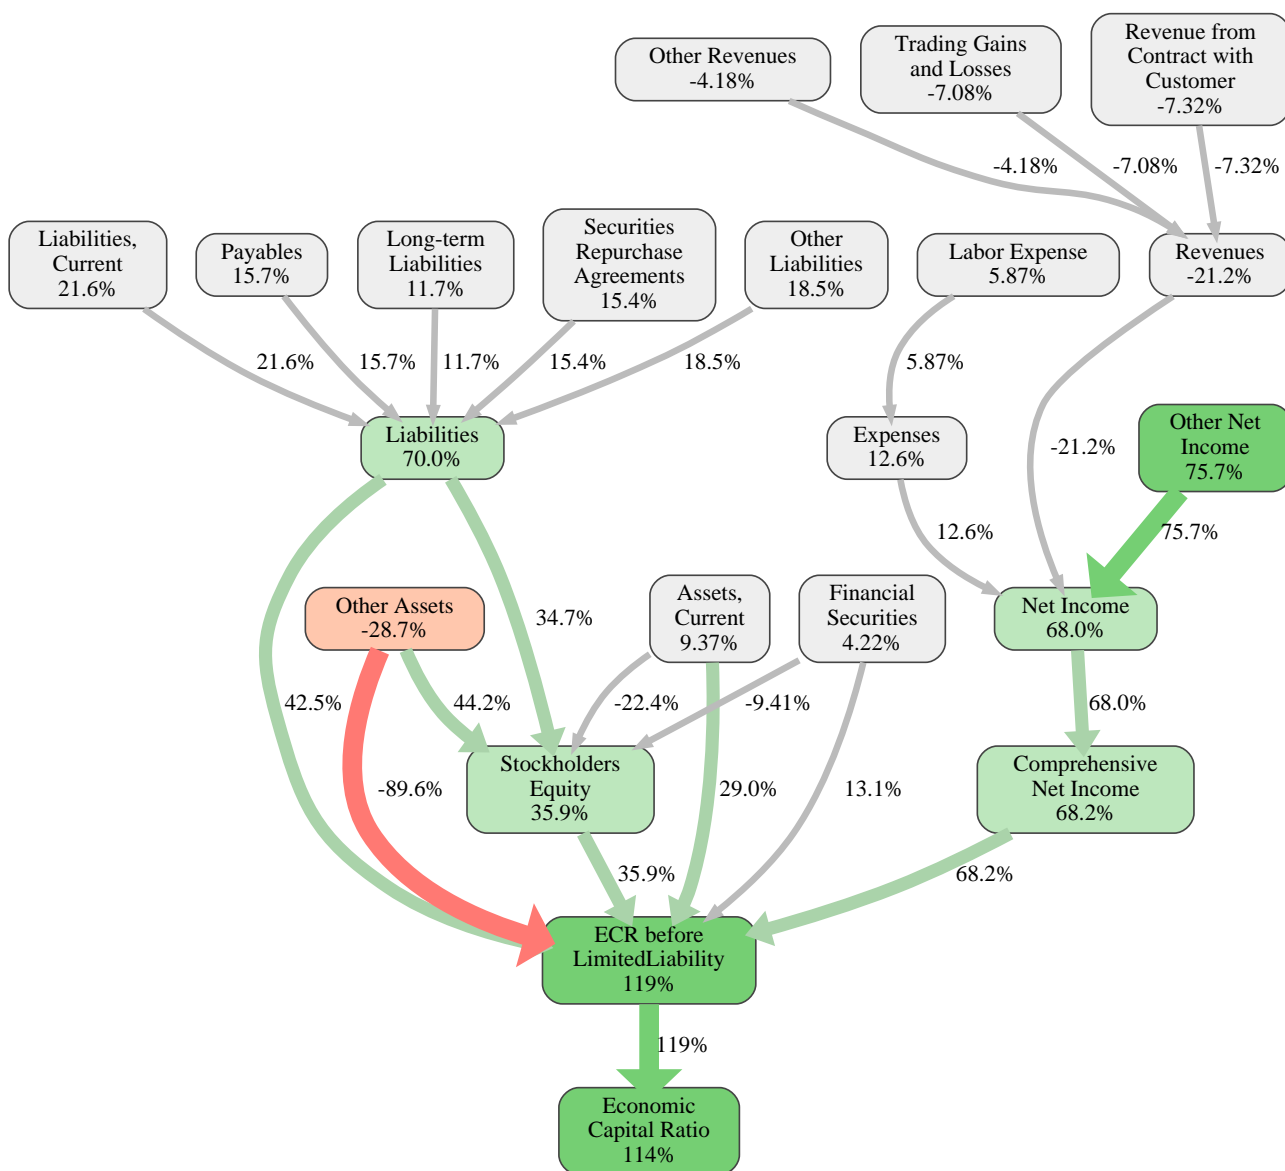 Other Revenues
-4.18%
Trading Gains
and Losses
-7.08%
Revenue from
Contract with
Customer
-7.32%
-4.18%
-7.08%
-7.32%
Liabilities,
Current
21.6%
Payables
15.7%
Long-term
Liabilities
11.7%
Securities
Repurchase
Agreements
15.4%
Other
Liabilities
18.5%
Labor Expense
5.87%
Revenues
-21.2%
21.6%
15.7%
11.7%
15.4%
18.5%
5.87%
Liabilities
70.0%
Expenses
12.6%
-21.2%
Other Net
Income
75.7%
12.6%
75.7%
Other Assets
-28.7%
34.7%
Assets,
Current
9.37%
Financial
Securities
4.22%
Net Income
68.0%
42.5%
44.2%
-22.4%
-9.41%
68.0%
-89.6%
Stockholders
Equity
35.9%
29.0%
13.1%
Comprehensive
Net Income
68.2%
35.9%
68.2%
ECR before
LimitedLiability
119%
119%
Economic
Capital Ratio
114%